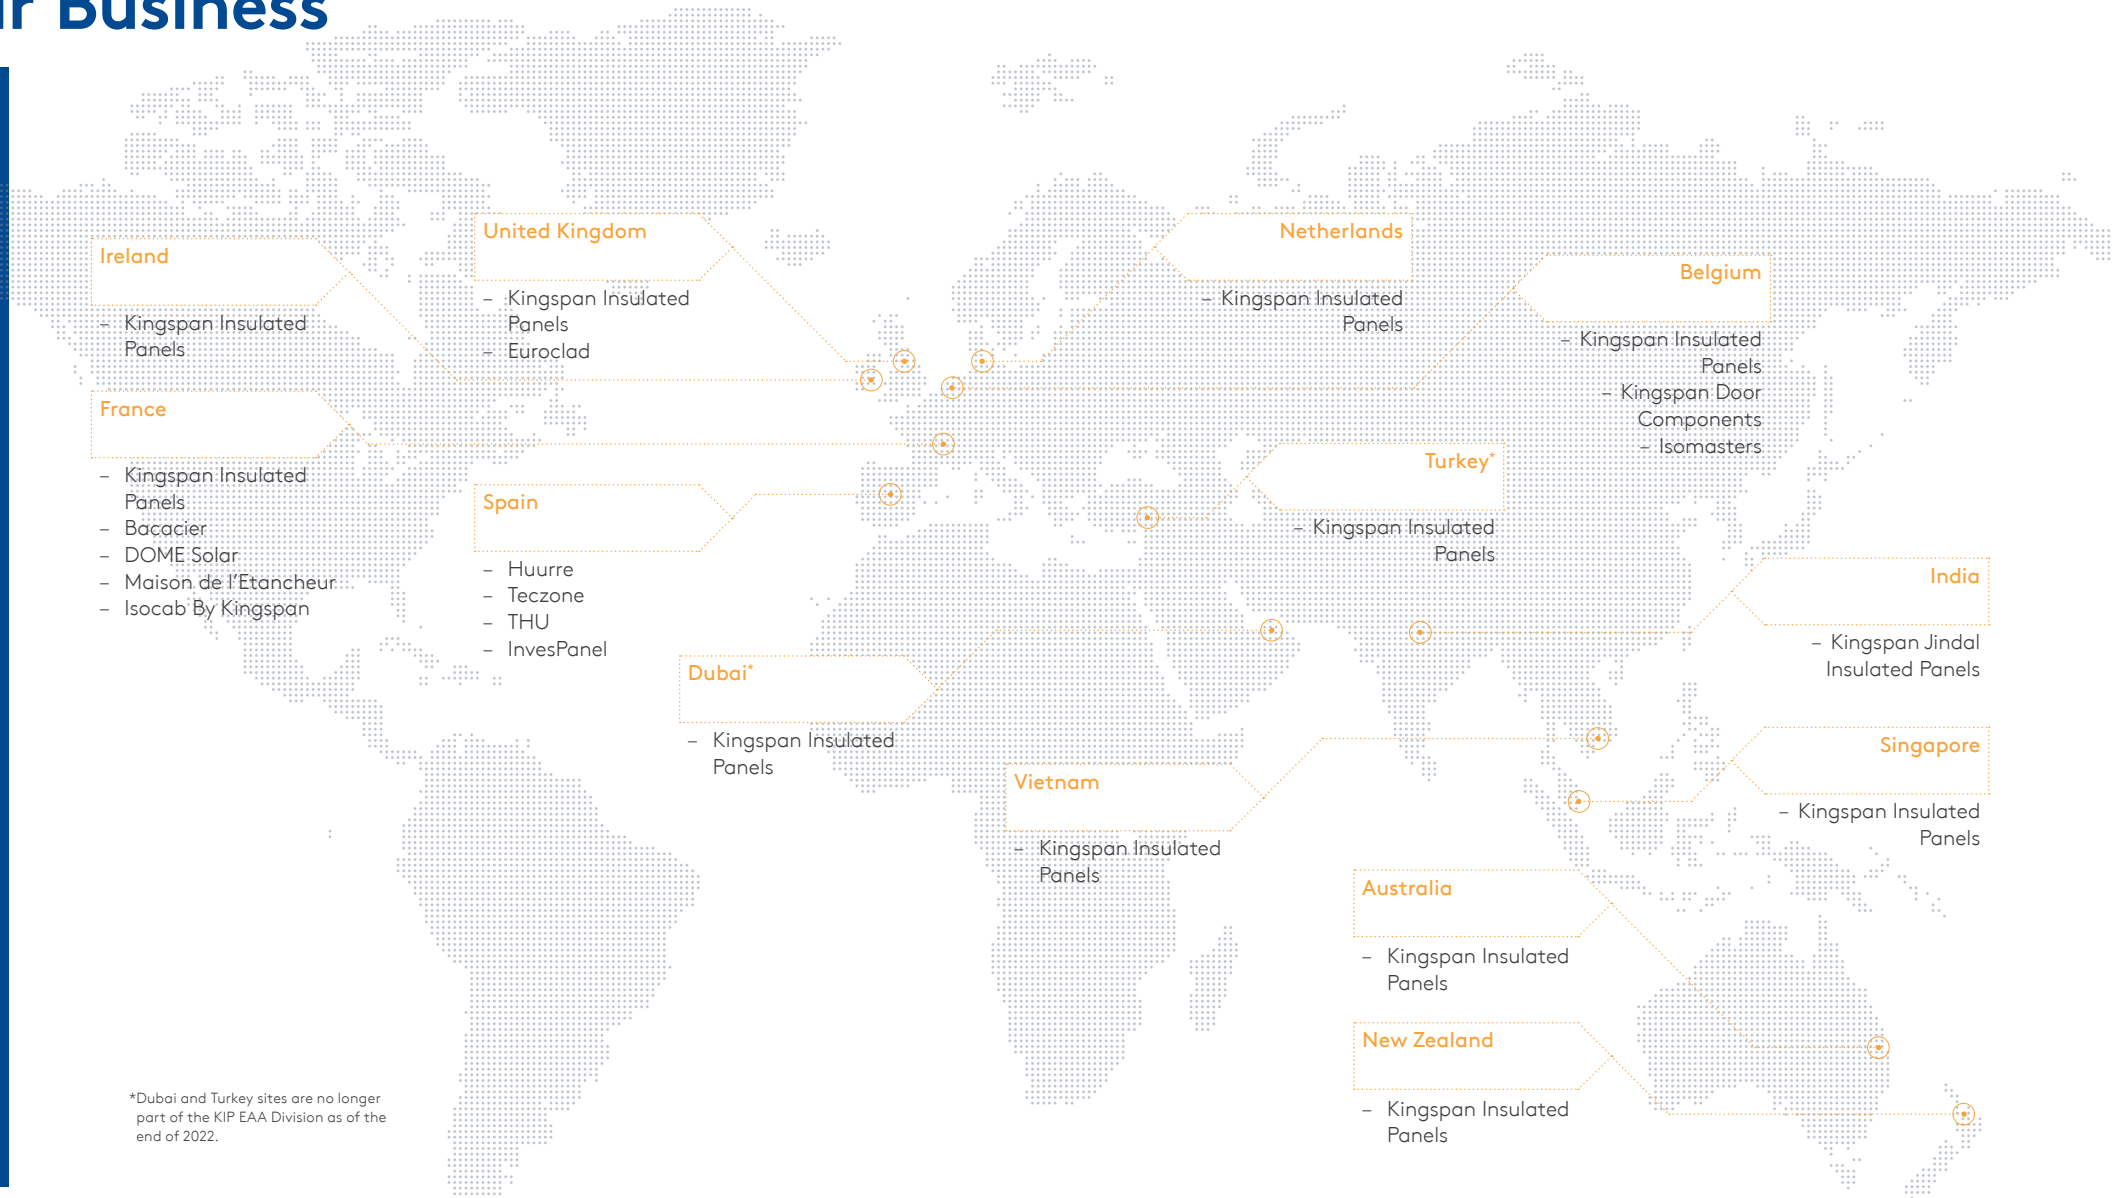 r Business
Ireland
– Kingspan Insulated
Panels
United Kingdom
– Kingspan Insulated
Panels
– Euroclad
Netherlands
– Kingspan Insulated
Panels
Belgium
– Kingspan Insulated
Panels
– Kingspan Door
Components
– Isomasters
France
– Kingspan Insulated
Panels
– Bacacier
– DOME Solar
– Maison de l'Etancheur
– Isocab By Kingspan
Spain
– Huurre
– Teczone
– THU
– InvesPanel
Turkey*
– Kingspan Insulated
Panels
India
– Kingspan Jindal
Insulated Panels
Dubai*
– Kingspan Insulated
Panels
Vietnam
– Kingspan Insulated
Panels
Singapore
– Kingspan Insulated
Panels
Australia
– Kingspan Insulated
Panels
New Zealand
– Kingspan Insulated
Panels
*Dubai and Turkey sites are no longer
part of the KIP EAA Division as of the
end of 2022.